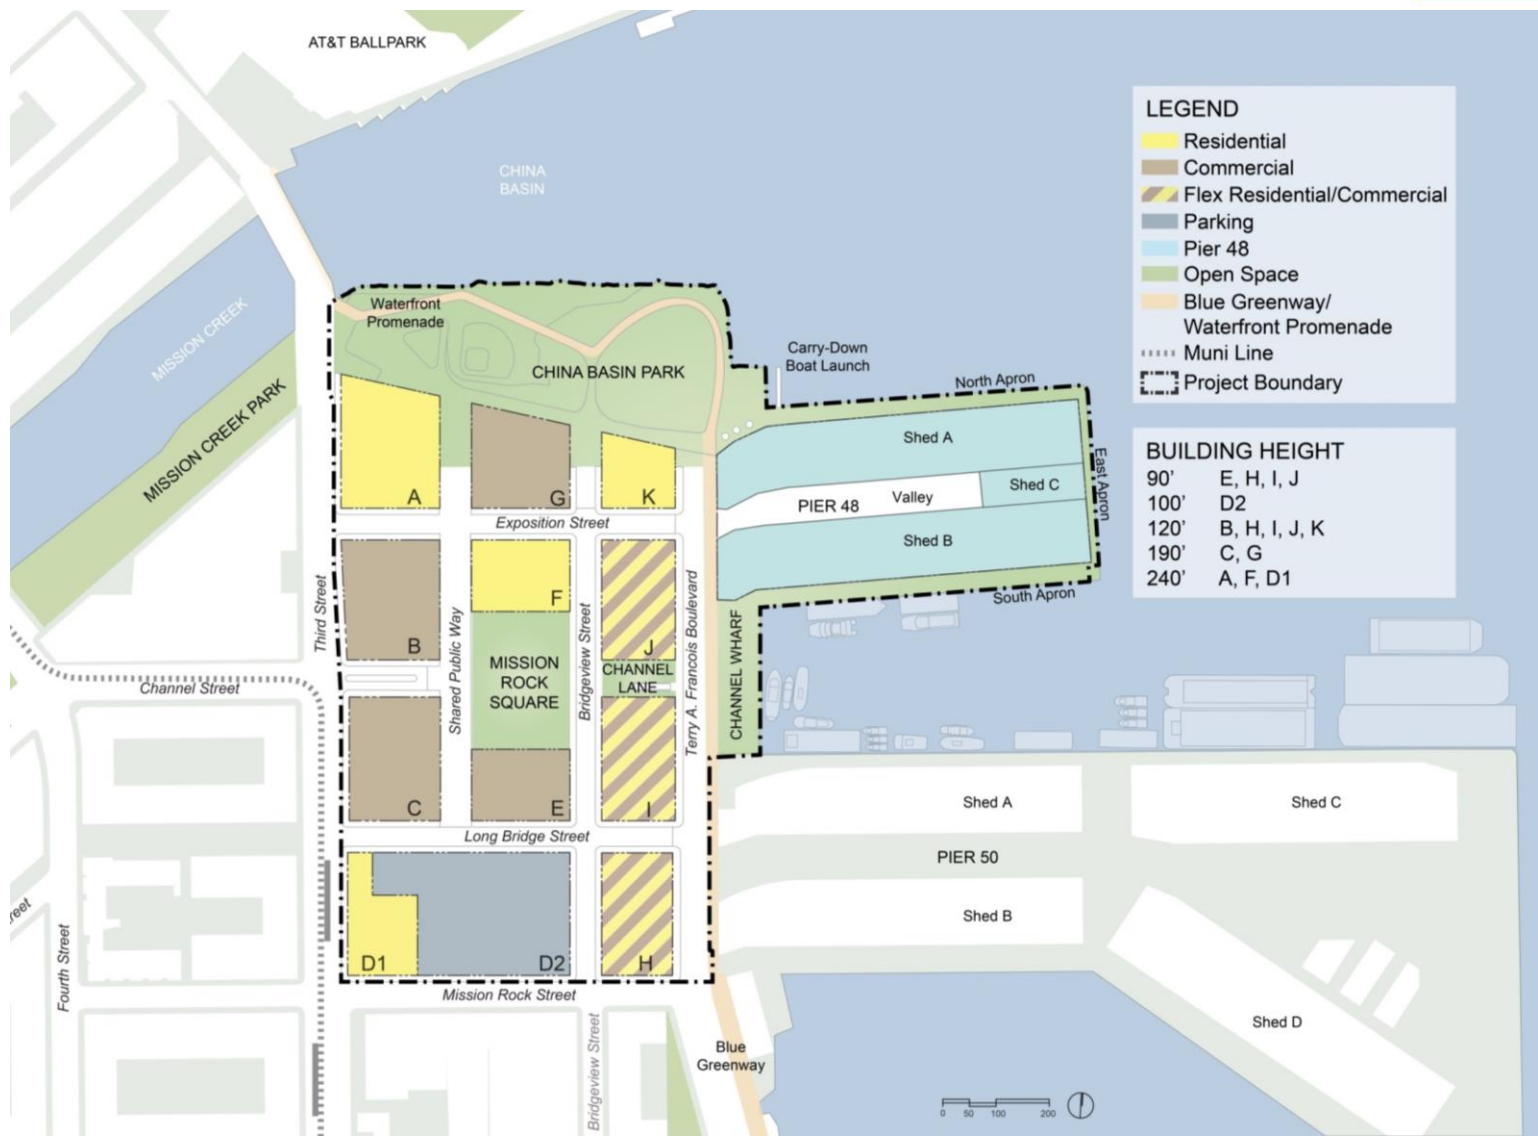 AT&T BALLPARK
CHINA
BASIN
LEGEND
Residential
Commercial
Flex Residential/Commercial
Parking
Pier 48
Open Space
Blue Greenway/
Waterfront Promenade
Muni Line
Project Boundary
BUILDING HEIGHT
90' E, H, I, J
100' D2
120' B, H, I, J, K
190' C, G
240' A, F, D1
MISSION CREEK
MISSION CREEK PARK
Waterfront
Promenade
CHINA BASIN PARK
Carry-Down
Boat Launch
North Apron
East Apron
South Apron
Shed A
Shed C
PIER 48 Valley
Shed B
A
G
K
Exposition Street
Third Street
Shared Public Way
Bridgeview Street
Terry A. Francois Boulevard
CHANNEL WHARF
F
B
J
MISSION
ROCK
SQUARE
CHANNEL
LANE
Channel Street
C
E
I
Long Bridge Street
D1
D2
H
Mission Rock Street
Fourth Street
reet
Bridgeview Street
Blue
Greenway
Shed A
Shed C
PIER 50
Shed B
Shed D
0 50 100 200